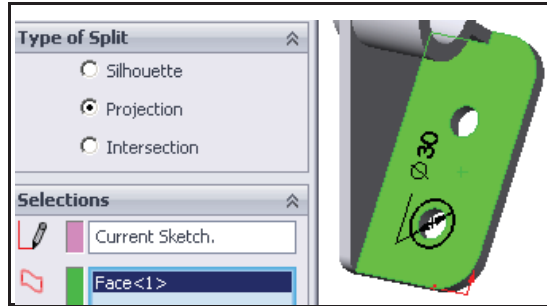 Type of Split
Silhouette
Projection
Intersection
Selections
Current Sketch.
Face<1>
Ø30